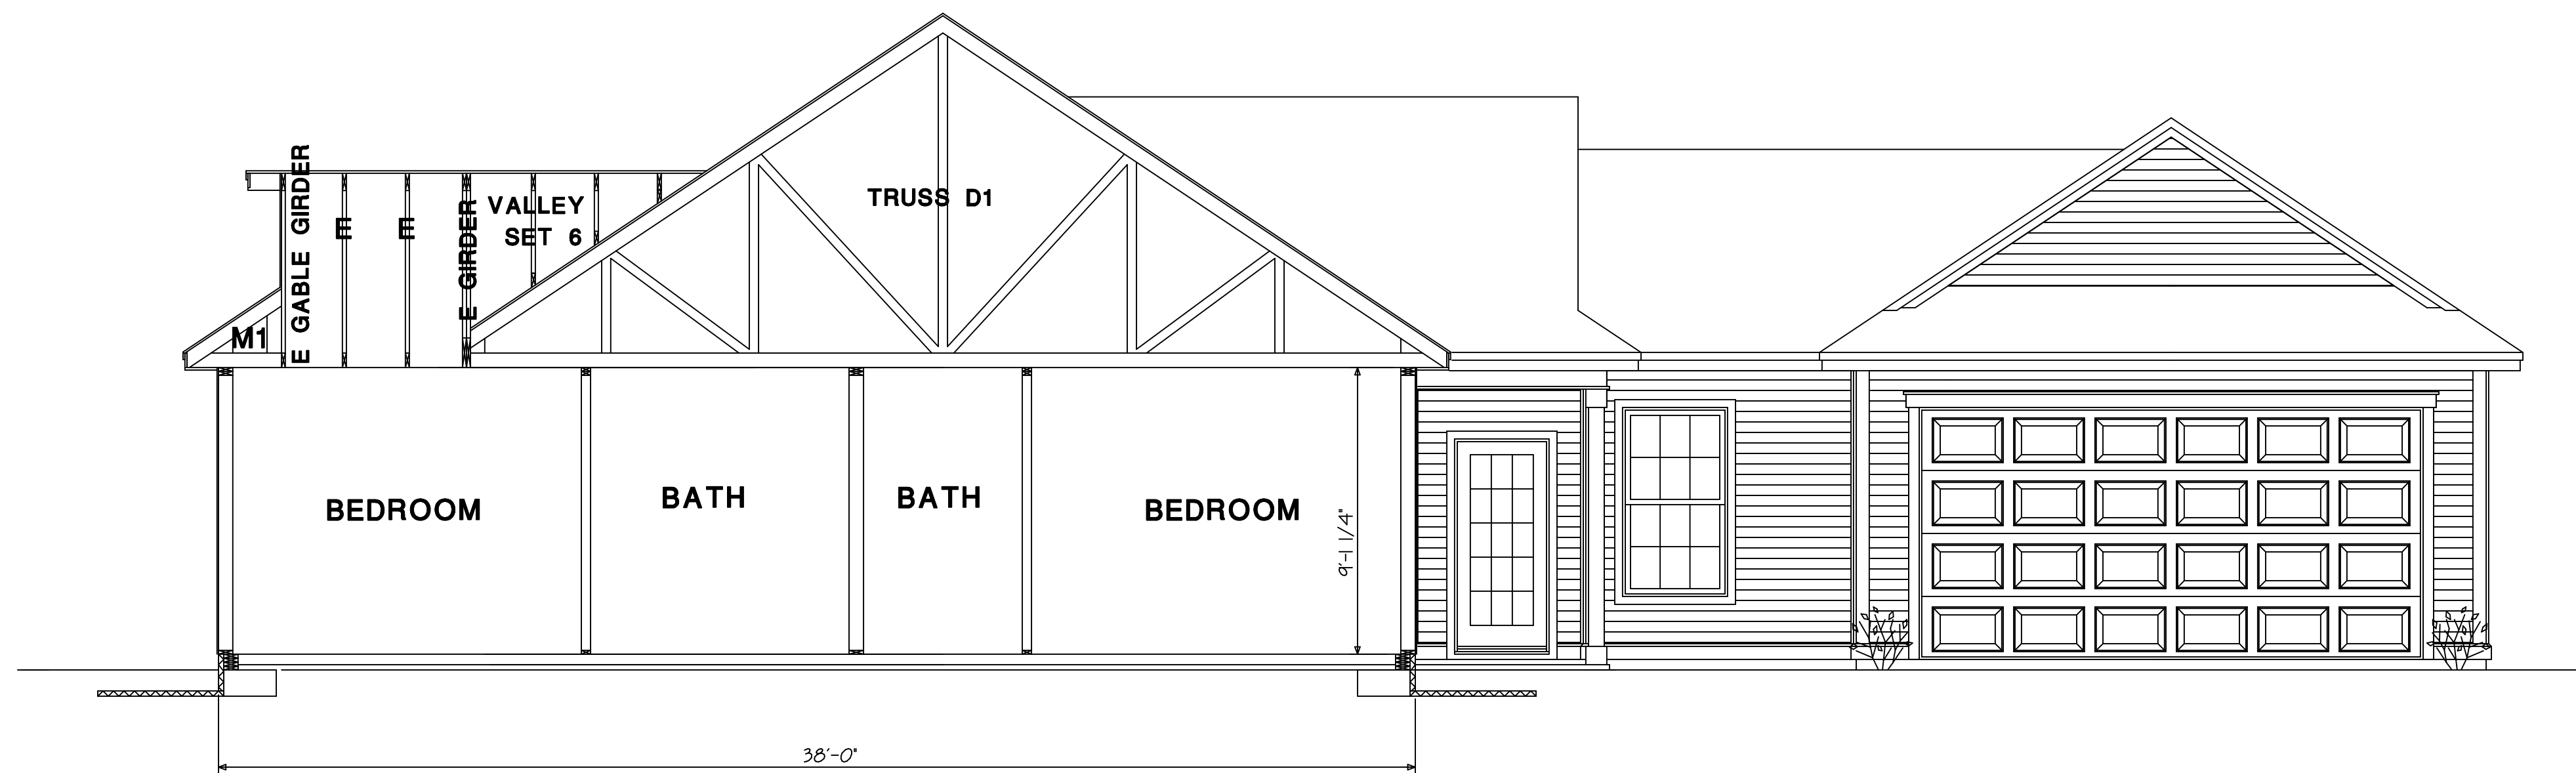 E GABLE GIRDER
E
E
E GIRDER
VALLEY
SET 6
TRUSS D1
M1
BEDROOM
BATH
BATH
BEDROOM
9'-1 1/4"
38'-0"